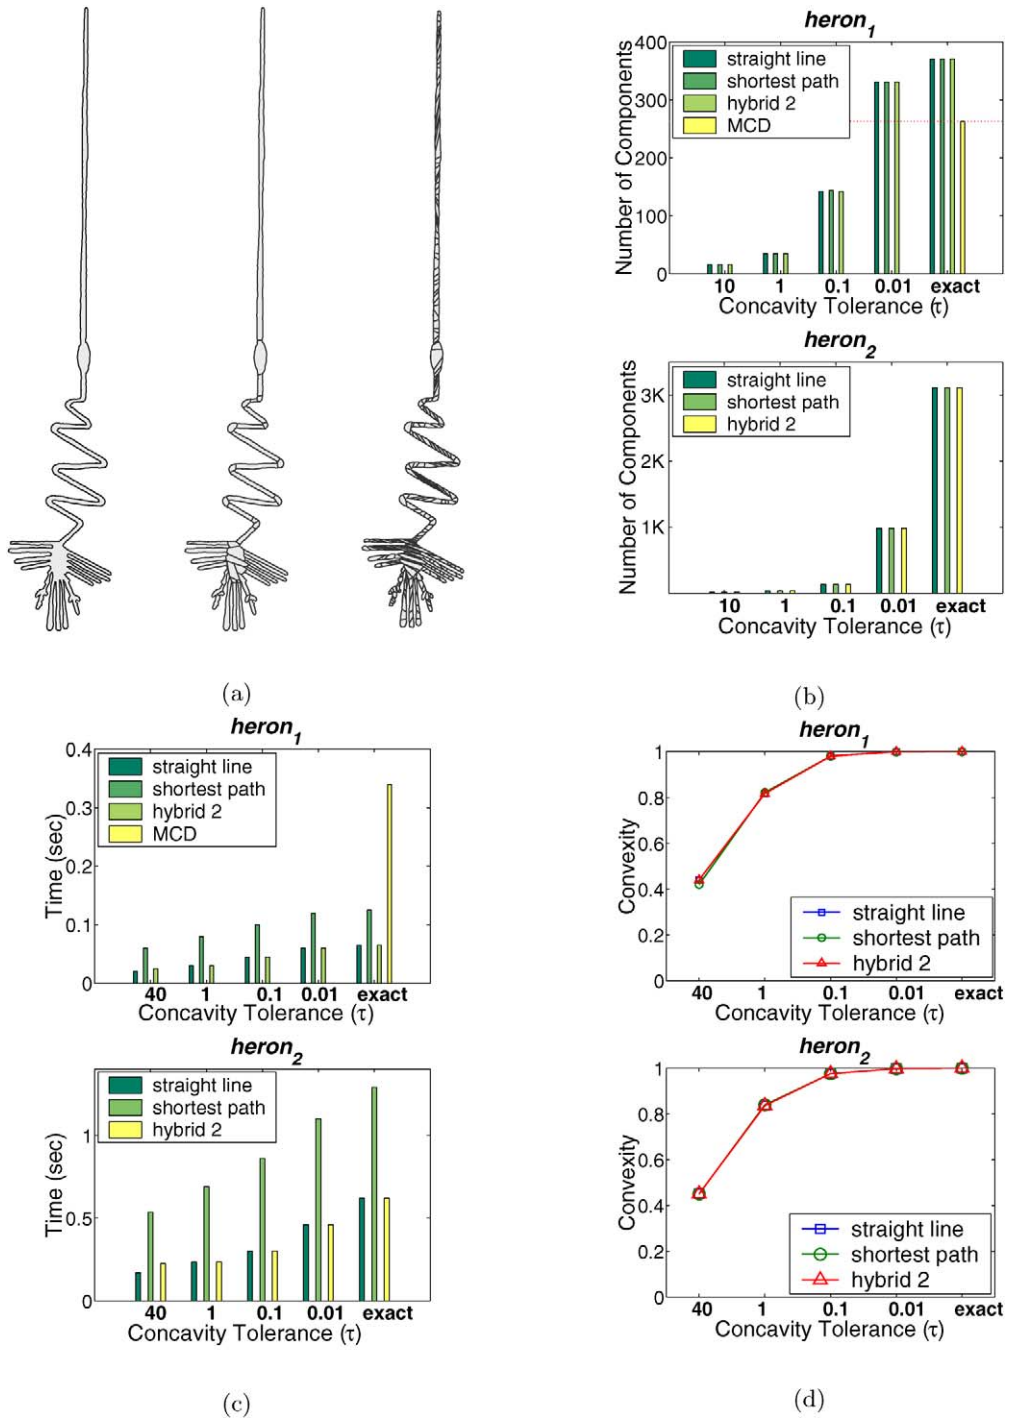 heron1
400
300
200
100
0
Number of Components
straight line
shortest path
hybrid 2
MCD
10 1 0.1 0.01 exact
Concavity Tolerance (τ)
heron2
3K
2K
1K
Number of Components
straight line
shortest path
hybrid 2
10 1 0.1 0.01 exact
Concavity Tolerance (τ)
(a)
(b)
heron1
0.4
0.3
0.2
0.1
0
Time (sec)
straight line
shortest path
hybrid 2
MCD
40 1 0.1 0.01 exact
Concavity Tolerance (τ)
heron2
1
0.5
0
Time (sec)
straight line
shortest path
hybrid 2
40 1 0.1 0.01 exact
Concavity Tolerance (τ)
(c)
heron1
1
0.8
0.6
0.4
0.2
0
Convexity
straight line
shortest path
hybrid 2
40 1 0.1 0.01 exact
Concavity Tolerance (τ)
heron2
1
0.8
0.6
0.4
0.2
0
Convexity
straight line
shortest path
hybrid 2
40 1 0.1 0.01 exact
Concavity Tolerance (τ)
(d)